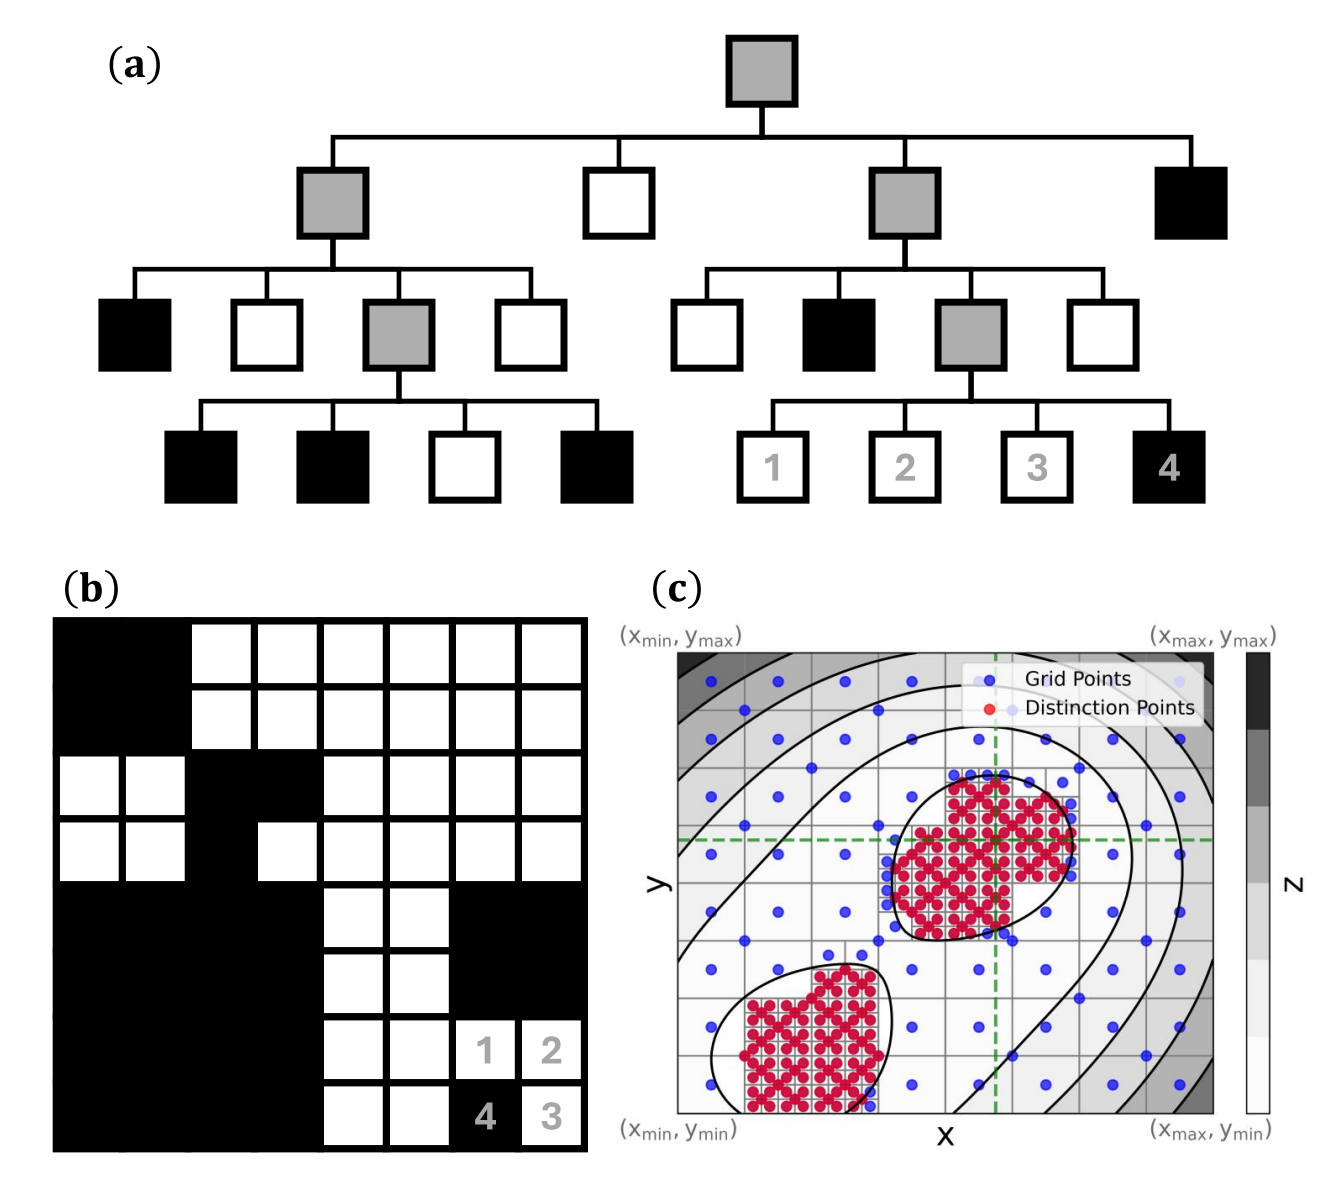 (a)
1 2 3 4
(b) (c)
(xmin, ymax) (xmax, ymax)
Grid Points
Distinction Points
y
z
1 2
4 3
(xmin, ymin) x (xmax, ymin)